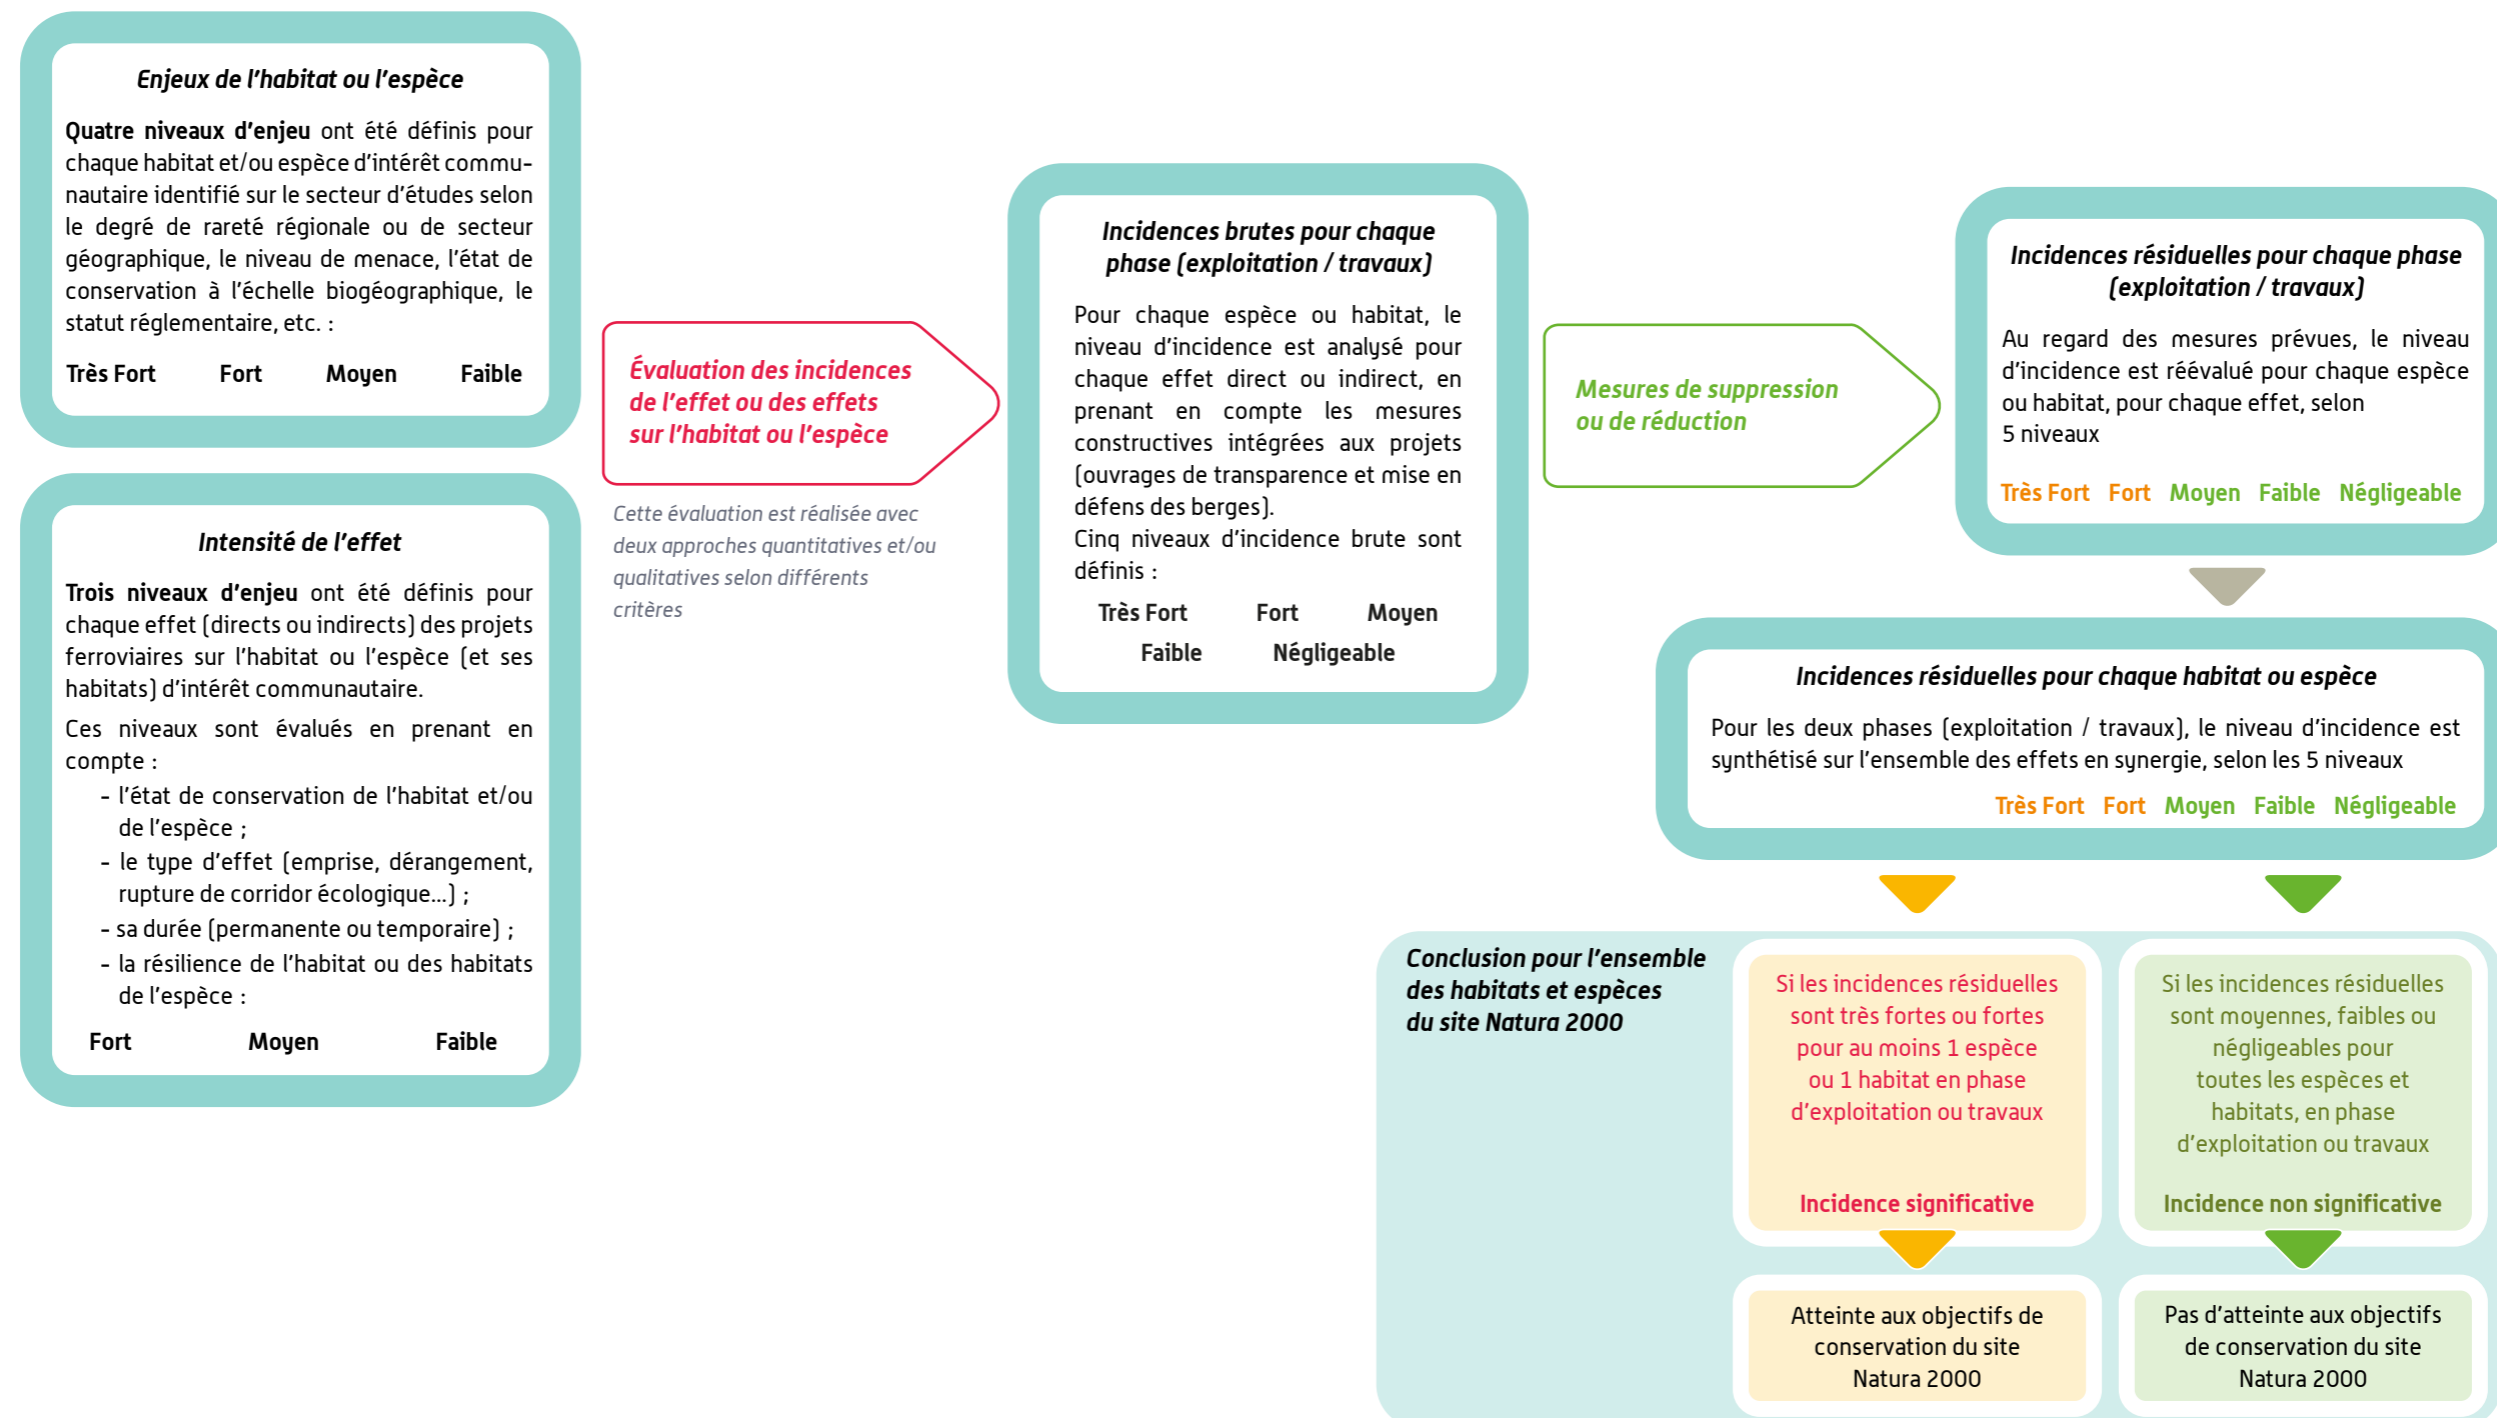 Enjeux de l'habitat ou l'espèce
Quatre niveaux d'enjeu ont été définis pour
chaque habitat et/ou espèce d'intérêt commu-
nautaire identifié sur le secteur d'études selon
le degré de rareté régionale ou de secteur
géographique, le niveau de menace, l'état de
conservation à l'échelle biogéographique, le
statut réglementaire, etc. :
Très Fort Fort Moyen Faible
Intensité de l'effet
Trois niveaux d'enjeu ont été définis pour
chaque effet (directs ou indirects) des projets
ferroviaires sur l'habitat ou l'espèce (et ses
habitats) d'intérêt communautaire.
Ces niveaux sont évalués en prenant en
compte :
- l'état de conservation de l'habitat et/ou
de l'espèce ;
- le type d'effet (emprise, dérangement,
rupture de corridor écologique...) ;
- sa durée (permanente ou temporaire) ;
- la résilience de l'habitat ou des habitats
de l'espèce :
Fort Moyen Faible
Évaluation des incidences
de l'effet ou des effets
sur l'habitat ou l'espèce
Cette évaluation est réalisée avec
deux approches quantitatives et/ou
qualitatives selon différents
critères
Incidences brutes pour chaque
phase (exploitation / travaux)
Pour chaque espèce ou habitat, le
niveau d'incidence est analysé pour
chaque effet direct ou indirect, en
prenant en compte les mesures
constructives intégrées aux projets
(ouvrages de transparence et mise en
défens des berges).
Cinq niveaux d'incidence brute sont
définis :
Très Fort Fort Moyen
Faible Négligeable
Mesures de suppression
ou de réduction
Incidences résiduelles pour chaque phase
(exploitation / travaux)
Au regard des mesures prévues, le niveau
d'incidence est réévalué pour chaque espèce
ou habitat, pour chaque effet, selon
5 niveaux
Très Fort Fort Moyen Faible Négligeable
Incidences résiduelles pour chaque habitat ou espèce
Pour les deux phases (exploitation / travaux), le niveau d'incidence est
synthétisé sur l'ensemble des effets en synergie, selon les 5 niveaux
Très Fort Fort Moyen Faible Négligeable
Conclusion pour l'ensemble
des habitats et espèces
du site Natura 2000
Si les incidences résiduelles
sont très fortes ou fortes
pour au moins 1 espèce
ou 1 habitat en phase
d'exploitation ou travaux
Incidence significative
Atteinte aux objectifs de
conservation du site
Natura 2000
Si les incidences résiduelles
sont moyennes, faibles ou
négligeables pour
toutes les espèces et
habitats, en phase
d'exploitation ou travaux
Incidence non significative
Pas d'atteinte aux objectifs
de conservation du site
Natura 2000